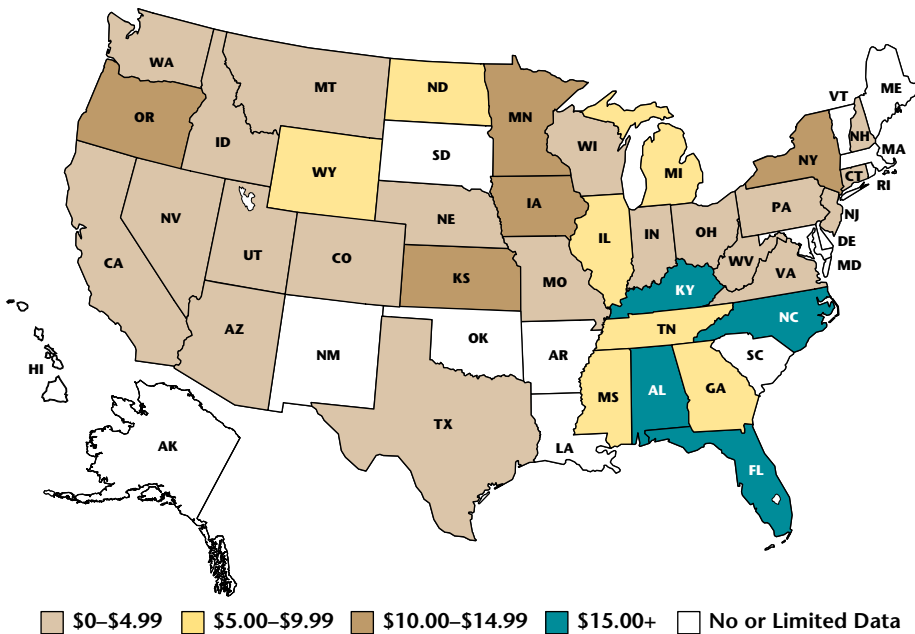 WA
MT
ND
MN
VT
ME
OR
ID
SD
WI
NH
MA
WY
MI
NY
CT
RI
NV
NE
IA
PA
NJ
UT
CO
IL
IN
OH
DE
CA
KS
MO
WV
VA
MD
KY
AZ
NM
OK
TN
NC
AR
SC
HI
MS
AL
GA
TX
LA
AK
FL
$0–$4.99 $5.00–$9.99 $10.00–$14.99 $15.00+ No or Limited Data